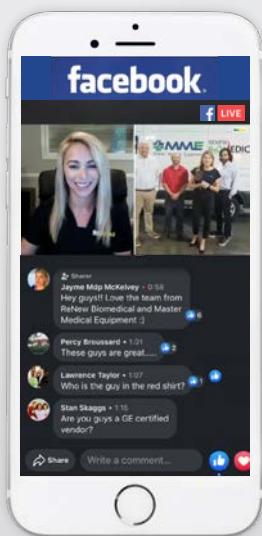 facebook.
f LIVE
MME
MEDIC
Sharer
Jayme Mdp McKelvey • 0:58
Hey guys!! Love the team from
ReNew Biomedical and Master
Medical Equipment :)
6
Percy Broussard • 1:01
These guys are great.....
2
Lawrence Taylor • 1:07
Who is the guy in the red shirt?
1
Stan Skaggs • 1:15
Are you guys a GE certified
vendor?
Share
Write a comment...